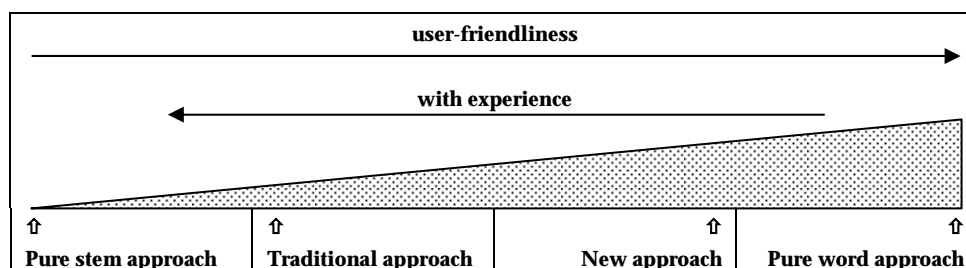 user-friendliness
with experience
⇧ ⇧ ⇧ ⇧
Pure stem approach Traditional approach New approach Pure word approach